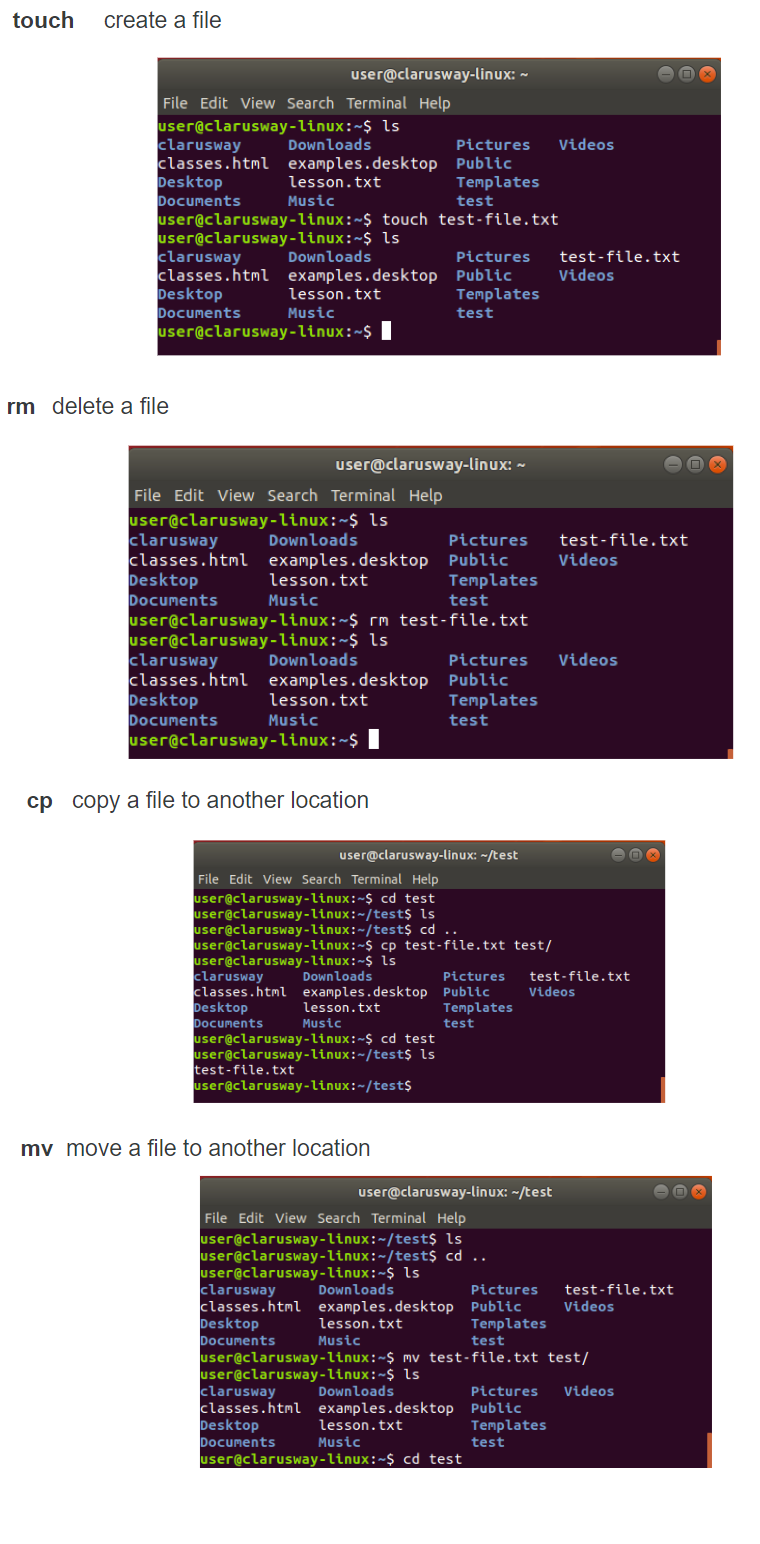 touch create a file
user@clarusway-linux: ~
File Edit View Search Terminal Help
user@clarusway-linux:~$ ls
clarusway Downloads Pictures Videos
classes.html examples.desktop Public
Desktop lesson.txt Templates
Documents Music test
user@clarusway-linux:~$ touch test-file.txt
user@clarusway-linux:~$ ls
clarusway Downloads Pictures test-file.txt
classes.html examples.desktop Public Videos
Desktop lesson.txt Templates
Documents Music test
user@clarusway-linux:~$
rm delete a file
user@clarusway-linux: ~
File Edit View Search Terminal Help
user@clarusway-linux:~$ ls
clarusway Downloads Pictures test-file.txt
classes.html examples.desktop Public Videos
Desktop lesson.txt Templates
Documents Music test
user@clarusway-linux:~$ rm test-file.txt
user@clarusway-linux:~$ ls
clarusway Downloads Pictures Videos
classes.html examples.desktop Public
Desktop lesson.txt Templates
Documents Music test
user@clarusway-linux:~$
cp copy a file to another location
user@clarusway-linux: ~/test
File Edit View Search Terminal Help
user@clarusway-linux:~$ cd test
user@clarusway-linux:~/test$ ls
user@clarusway-linux:~/test$ cd ..
user@clarusway-linux:~$ cp test-file.txt test/
user@clarusway-linux:~$ ls
clarusway Downloads Pictures test-file.txt
classes.html examples.desktop Public Videos
Desktop lesson.txt Templates
Documents Music test
user@clarusway-linux:~$ cd test
user@clarusway-linux:~/test$ ls
test-file.txt
user@clarusway-linux:~/test$
mv move a file to another location
user@clarusway-linux: ~/test
File Edit View Search Terminal Help
user@clarusway-linux:~/test$ ls
user@clarusway-linux:~/test$ cd ..
user@clarusway-linux:~$ ls
clarusway Downloads Pictures test-file.txt
classes.html examples.desktop Public Videos
Desktop lesson.txt Templates
Documents Music test
user@clarusway-linux:~$ mv test-file.txt test/
user@clarusway-linux:~$ ls
clarusway Downloads Pictures Videos
classes.html examples.desktop Public
Desktop lesson.txt Templates
Documents Music test
user@clarusway-linux:~$ cd test